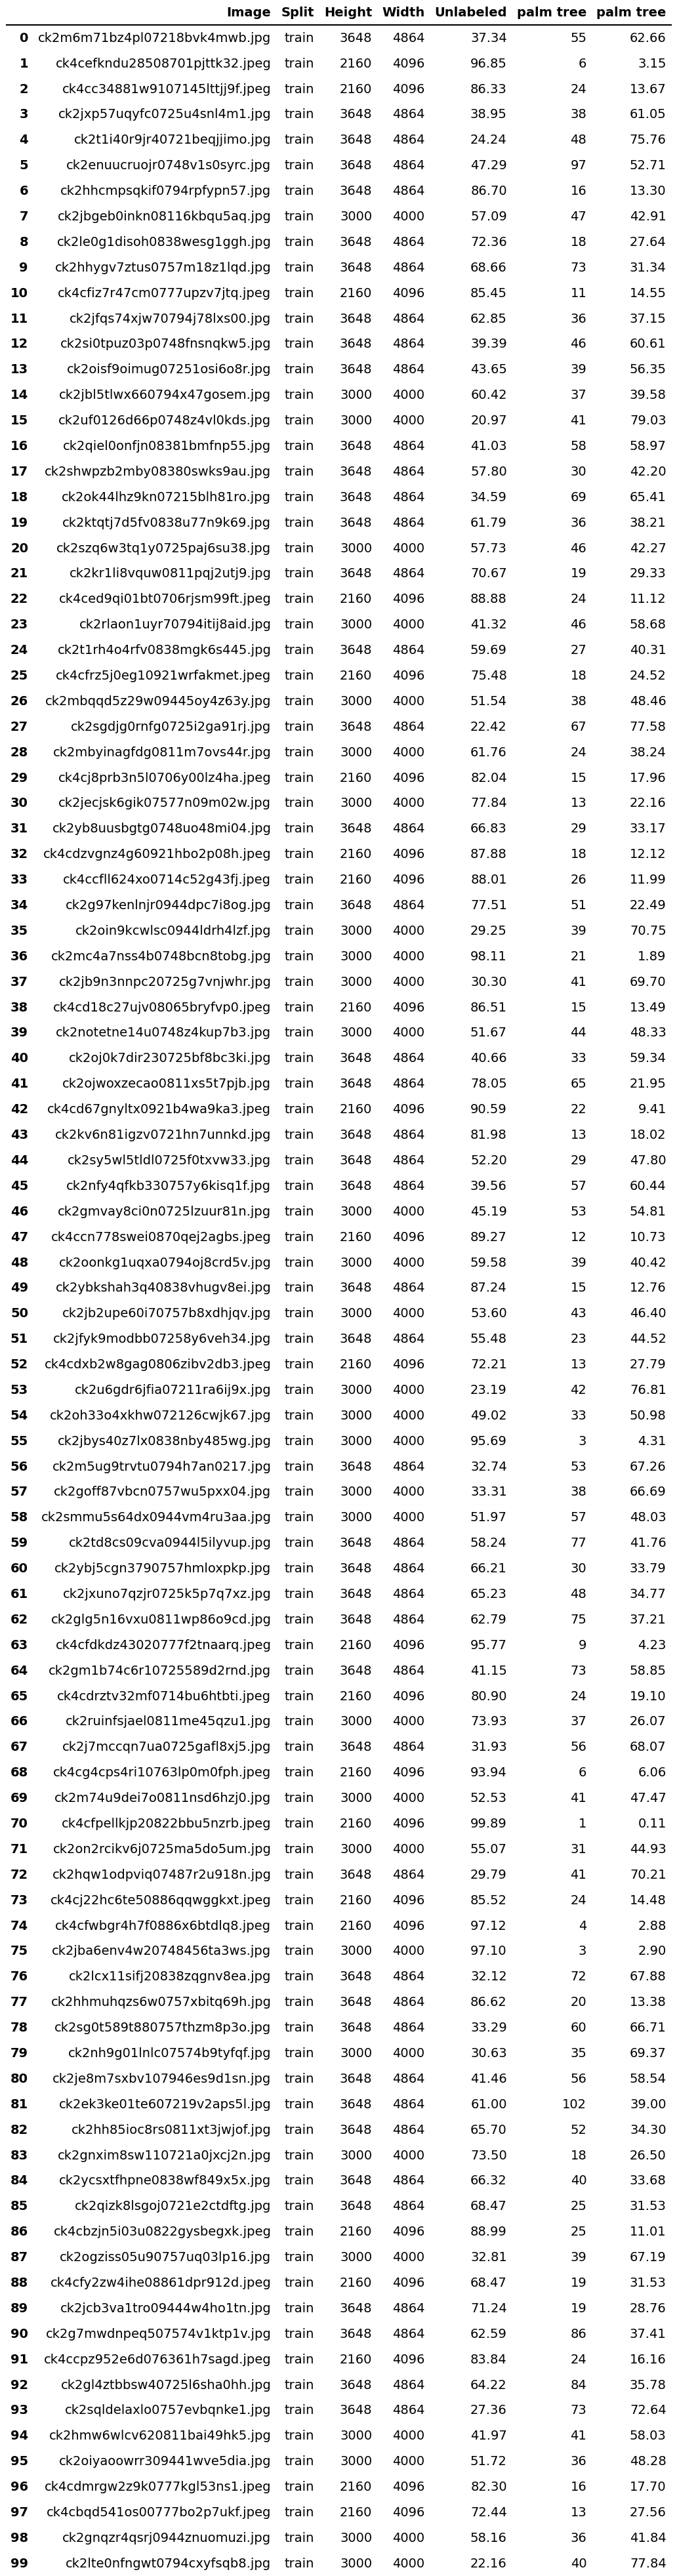 Image Split Height Width Unlabeled palm tree palm tree
0 ck2m6m71bz4pl07218bvk4mwb.jpg train 3648 4864 37.34 55 62.66
1 ck4cefkndu28508701pjttk32.jpeg train 2160 4096 96.85 6 3.15
2 ck4cc34881w9107145lttjj9f.jpeg train 2160 4096 86.33 24 13.67
3 ck2jxp57uqyfc0725u4snl4m1.jpg train 3648 4864 38.95 38 61.05
4 ck2t1i40r9jr40721beqjjimo.jpg train 3648 4864 24.24 48 75.76
5 ck2enuucruojr0748v1s0syrc.jpg train 3648 4864 47.29 97 52.71
6 ck2hhcmpsqkif0794rpfypn57.jpg train 3648 4864 86.70 16 13.30
7 ck2jbgeb0inkn08116kbqu5aq.jpg train 3000 4000 57.09 47 42.91
8 ck2le0g1disoh0838wesg1ggh.jpg train 3648 4864 72.36 18 27.64
9 ck2hhygv7ztus0757m18z1lqd.jpg train 3648 4864 68.66 73 31.34
10 ck4cfiz7r47cm0777upzv7jtq.jpeg train 2160 4096 85.45 11 14.55
11 ck2jfqs74xjw70794j78lxs00.jpg train 3648 4864 62.85 36 37.15
12 ck2si0tpuz03p0748fnsnqkw5.jpg train 3648 4864 39.39 46 60.61
13 ck2oisf9oimug07251osi6o8r.jpg train 3648 4864 43.65 39 56.35
14 ck2jbl5tlwx660794x47gosem.jpg train 3000 4000 60.42 37 39.58
15 ck2uf0126d66p0748z4vl0kds.jpg train 3000 4000 20.97 41 79.03
16 ck2qiel0onfjn08381bmfnp55.jpg train 3648 4864 41.03 58 58.97
17 ck2shwpzb2mby08380swks9au.jpg train 3648 4864 57.80 30 42.20
18 ck2ok44lhz9kn07215blh81ro.jpg train 3648 4864 34.59 69 65.41
19 ck2ktqtj7d5fv0838u77n9k69.jpg train 3648 4864 61.79 36 38.21
20 ck2szq6w3tq1y0725paj6su38.jpg train 3000 4000 57.73 46 42.27
21 ck2kr1li8vquw0811pqj2utj9.jpg train 3648 4864 70.67 19 29.33
22 ck4ced9qi01bt0706rjsm99ft.jpeg train 2160 4096 88.88 24 11.12
23 ck2rlaon1uyr70794itij8aid.jpg train 3000 4000 41.32 46 58.68
24 ck2t1rh4o4rfv0838mgk6s445.jpg train 3648 4864 59.69 27 40.31
25 ck4cfrz5j0eg10921wrfakmet.jpeg train 2160 4096 75.48 18 24.52
26 ck2mbqqd5z29w09445oy4z63y.jpg train 3000 4000 51.54 38 48.46
27 ck2sgdjg0rnfg0725i2ga91rj.jpg train 3648 4864 22.42 67 77.58
28 ck2mbyinagfdg0811m7ovs44r.jpg train 3000 4000 61.76 24 38.24
29 ck4cj8prb3n5l0706y00lz4ha.jpeg train 2160 4096 82.04 15 17.96
30 ck2jecjsk6gik07577n09m02w.jpg train 3000 4000 77.84 13 22.16
31 ck2yb8uusbgtg0748uo48mi04.jpg train 3648 4864 66.83 29 33.17
32 ck4cdzvgnz4g60921hbo2p08h.jpeg train 2160 4096 87.88 18 12.12
33 ck4ccfll624xo0714c52g43fj.jpeg train 2160 4096 88.01 26 11.99
34 ck2g97kenlnjr0944dpc7i8og.jpg train 3648 4864 77.51 51 22.49
35 ck2oin9kcwlsc0944ldrh4lzf.jpg train 3000 4000 29.25 39 70.75
36 ck2mc4a7nss4b0748bcn8tobg.jpg train 3000 4000 98.11 21 1.89
37 ck2jb9n3nnpc20725g7vnjwhr.jpg train 3000 4000 30.30 41 69.70
38 ck4cd18c27ujv08065bryfvp0.jpeg train 2160 4096 86.51 15 13.49
39 ck2notetne14u0748z4kup7b3.jpg train 3000 4000 51.67 44 48.33
40 ck2oj0k7dir230725bf8bc3ki.jpg train 3648 4864 40.66 33 59.34
41 ck2ojwoxzecao0811xs5t7pjb.jpg train 3648 4864 78.05 65 21.95
42 ck4cd67gnyltx0921b4wa9ka3.jpeg train 2160 4096 90.59 22 9.41
43 ck2kv6n81igzv0721hn7unnkd.jpg train 3648 4864 81.98 13 18.02
44 ck2sy5wl5tldl0725f0txvw33.jpg train 3648 4864 52.20 29 47.80
45 ck2nfy4qfkb330757y6kisq1f.jpg train 3648 4864 39.56 57 60.44
46 ck2gmvay8ci0n0725lzuur81n.jpg train 3000 4000 45.19 53 54.81
47 ck4ccn778swei0870qej2agbs.jpeg train 2160 4096 89.27 12 10.73
48 ck2oonkg1uqxa0794oj8crd5v.jpg train 3000 4000 59.58 39 40.42
49 ck2ybkshah3q40838vhugv8ei.jpg train 3648 4864 87.24 15 12.76
50 ck2jb2upe60i70757b8xdhjqv.jpg train 3000 4000 53.60 43 46.40
51 ck2jfyk9modbb07258y6veh34.jpg train 3648 4864 55.48 23 44.52
52 ck4cdxb2w8gag0806zibv2db3.jpeg train 2160 4096 72.21 13 27.79
53 ck2u6gdr6jfia07211ra6ij9x.jpg train 3000 4000 23.19 42 76.81
54 ck2oh33o4xkhw072126cwjk67.jpg train 3000 4000 49.02 33 50.98
55 ck2jbys40z7lx0838nby485wg.jpg train 3000 4000 95.69 3 4.31
56 ck2m5ug9trvtu0794h7an0217.jpg train 3648 4864 32.74 53 67.26
57 ck2goff87vbcn0757wu5pxx04.jpg train 3000 4000 33.31 38 66.69
58 ck2smmu5s64dx0944vm4ru3aa.jpg train 3000 4000 51.97 57 48.03
59 ck2td8cs09cva0944l5ilyvup.jpg train 3648 4864 58.24 77 41.76
60 ck2ybj5cgn3790757hmloxpkp.jpg train 3648 4864 66.21 30 33.79
61 ck2jxuno7qzjr0725k5p7q7xz.jpg train 3648 4864 65.23 48 34.77
62 ck2glg5n16vxu0811wp86o9cd.jpg train 3648 4864 62.79 75 37.21
63 ck4cfdkdz43020777f2tnaarq.jpeg train 2160 4096 95.77 9 4.23
64 ck2gm1b74c6r10725589d2rnd.jpg train 3648 4864 41.15 73 58.85
65 ck4cdrztv32mf0714bu6htbti.jpeg train 2160 4096 80.90 24 19.10
66 ck2ruinfsjael0811me45qzu1.jpg train 3000 4000 73.93 37 26.07
67 ck2j7mccqn7ua0725gafl8xj5.jpg train 3648 4864 31.93 56 68.07
68 ck4cg4cps4ri10763lp0m0fph.jpeg train 2160 4096 93.94 6 6.06
69 ck2m74u9dei7o0811nsd6hzj0.jpg train 3000 4000 52.53 41 47.47
70 ck4cfpellkjp20822bbu5nzrb.jpeg train 2160 4096 99.89 1 0.11
71 ck2on2rcikv6j0725ma5do5um.jpg train 3000 4000 55.07 31 44.93
72 ck2hqw1odpviq07487r2u918n.jpg train 3648 4864 29.79 41 70.21
73 ck4cj22hc6te50886qqwggkxt.jpeg train 2160 4096 85.52 24 14.48
74 ck4cfwbgr4h7f0886x6btdlq8.jpeg train 2160 4096 97.12 4 2.88
75 ck2jba6env4w20748456ta3ws.jpg train 3000 4000 97.10 3 2.90
76 ck2lcx11sifj20838zqgnv8ea.jpg train 3648 4864 32.12 72 67.88
77 ck2hhmuhqzs6w0757xbitq69h.jpg train 3648 4864 86.62 20 13.38
78 ck2sg0t589t880757thzm8p3o.jpg train 3648 4864 33.29 60 66.71
79 ck2nh9g01lnlc07574b9tyfqf.jpg train 3000 4000 30.63 35 69.37
80 ck2je8m7sxbv107946es9d1sn.jpg train 3648 4864 41.46 56 58.54
81 ck2ek3ke01te607219v2aps5l.jpg train 3648 4864 61.00 102 39.00
82 ck2hh85ioc8rs0811xt3jwjof.jpg train 3648 4864 65.70 52 34.30
83 ck2gnxim8sw110721a0jxcj2n.jpg train 3000 4000 73.50 18 26.50
84 ck2ycsxtfhpne0838wf849x5x.jpg train 3648 4864 66.32 40 33.68
85 ck2qizk8lsgoj0721e2ctdftg.jpg train 3648 4864 68.47 25 31.53
86 ck4cbzjn5i03u0822gysbegxk.jpeg train 2160 4096 88.99 25 11.01
87 ck2ogziss05u90757uq03lp16.jpg train 3000 4000 32.81 39 67.19
88 ck4cfy2zw4ihe08861dpr912d.jpeg train 2160 4096 68.47 19 31.53
89 ck2jcb3va1tro09444w4ho1tn.jpg train 3648 4864 71.24 19 28.76
90 ck2g7mwdnpeq507574v1ktp1v.jpg train 3648 4864 62.59 86 37.41
91 ck4ccpz952e6d076361h7sagd.jpeg train 2160 4096 83.84 24 16.16
92 ck2gl4ztbbsw40725l6sha0hh.jpg train 3648 4864 64.22 84 35.78
93 ck2sqldelaxlo0757evbqnke1.jpg train 3648 4864 27.36 73 72.64
94 ck2hmw6wlcv620811bai49hk5.jpg train 3000 4000 41.97 41 58.03
95 ck2oiyaoowrr309441wve5dia.jpg train 3000 4000 51.72 36 48.28
96 ck4cdmrgw2z9k0777kgl53ns1.jpeg train 2160 4096 82.30 16 17.70
97 ck4cbqd541os00777bo2p7ukf.jpeg train 2160 4096 72.44 13 27.56
98 ck2gnqzr4qsrj0944znuomuzi.jpg train 3000 4000 58.16 36 41.84
99 ck2lte0nfngwt0794cxyfsqb8.jpg train 3000 4000 22.16 40 77.84